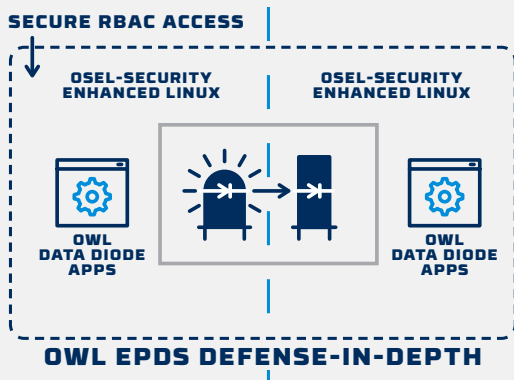 SECURE RBAC ACCESS
OSEL-SECURITY
ENHANCED LINUX
OSEL-SECURITY
ENHANCED LINUX
OWL
DATA DIODE
APPS
OWL
DATA DIODE
APPS
OWL EPDS DEFENSE-IN-DEPTH